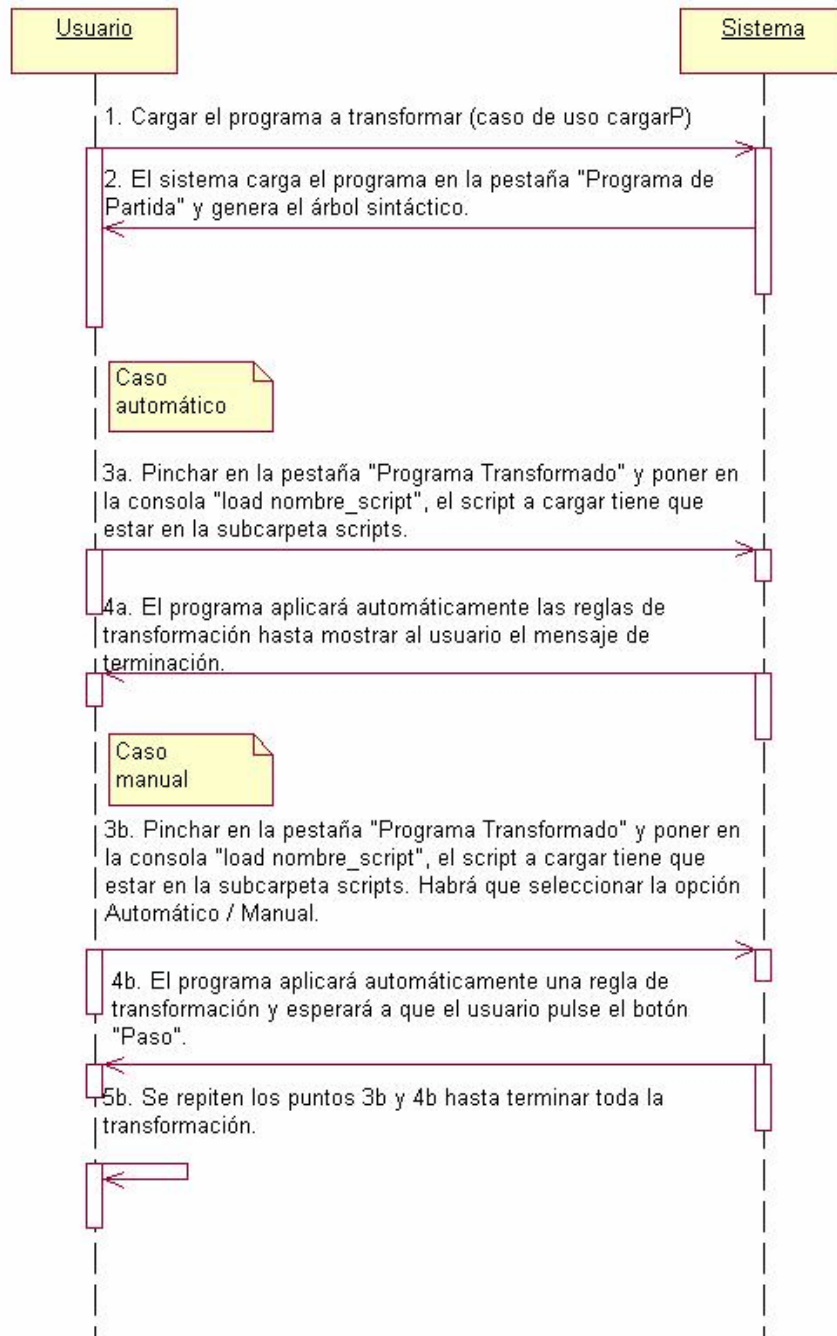 Usuario
Sistema
1. Cargar el programa a transformar (caso de uso cargarP)
2. El sistema carga el programa en la pestaña "Programa de
Partida" y genera el árbol sintáctico.
Caso
automático
3a. Pinchar en la pestaña "Programa Transformado" y poner en
la consola "load nombre_script", el script a cargar tiene que
estar en la subcarpeta scripts.
4a. El programa aplicará automáticamente las reglas de
transformación hasta mostrar al usuario el mensaje de
terminación.
Caso
manual
3b. Pinchar en la pestaña "Programa Transformado" y poner en
la consola "load nombre_script", el script a cargar tiene que
estar en la subcarpeta scripts. Habrá que seleccionar la opción
Automático / Manual.
4b. El programa aplicará automáticamente una regla de
transformación y esperará a que el usuario pulse el botón
"Paso".
5b. Se repiten los puntos 3b y 4b hasta terminar toda la
transformación.